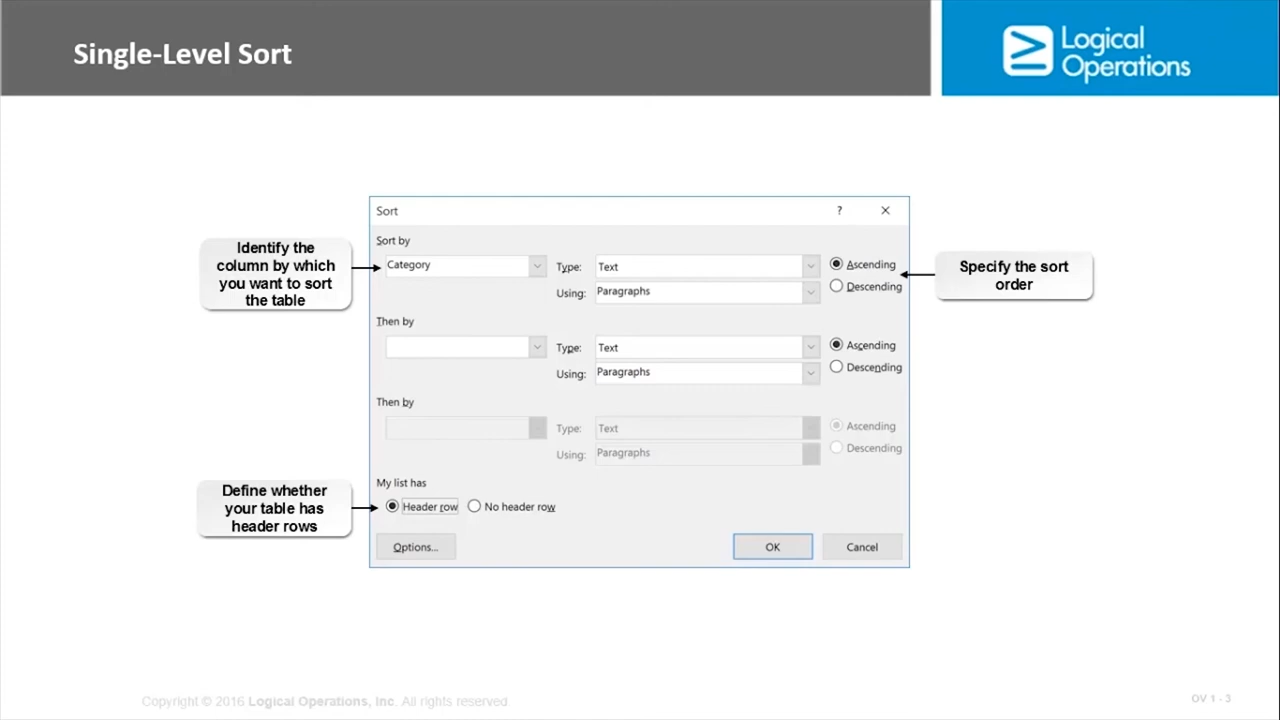 Single-Level Sort
Logical
Operations
Sort
?
Sort by
Identify the
column by which
you want to sort
the table
Category
Type:
Text
Ascending
Using:
Paragraphs
Descending
Specify the sort
order
Then by
Type:
Text
Ascending
Using:
Paragraphs
Descending
Then by
Type:
Text
Ascending
Using:
Paragraphs
Descending
My list has
Define whether
your table has
header rows
Header row
No header row
Options...
OK
Cancel
Copyright © 2016 Logical Operations, Inc. All rights reserved
OV 1 - 3